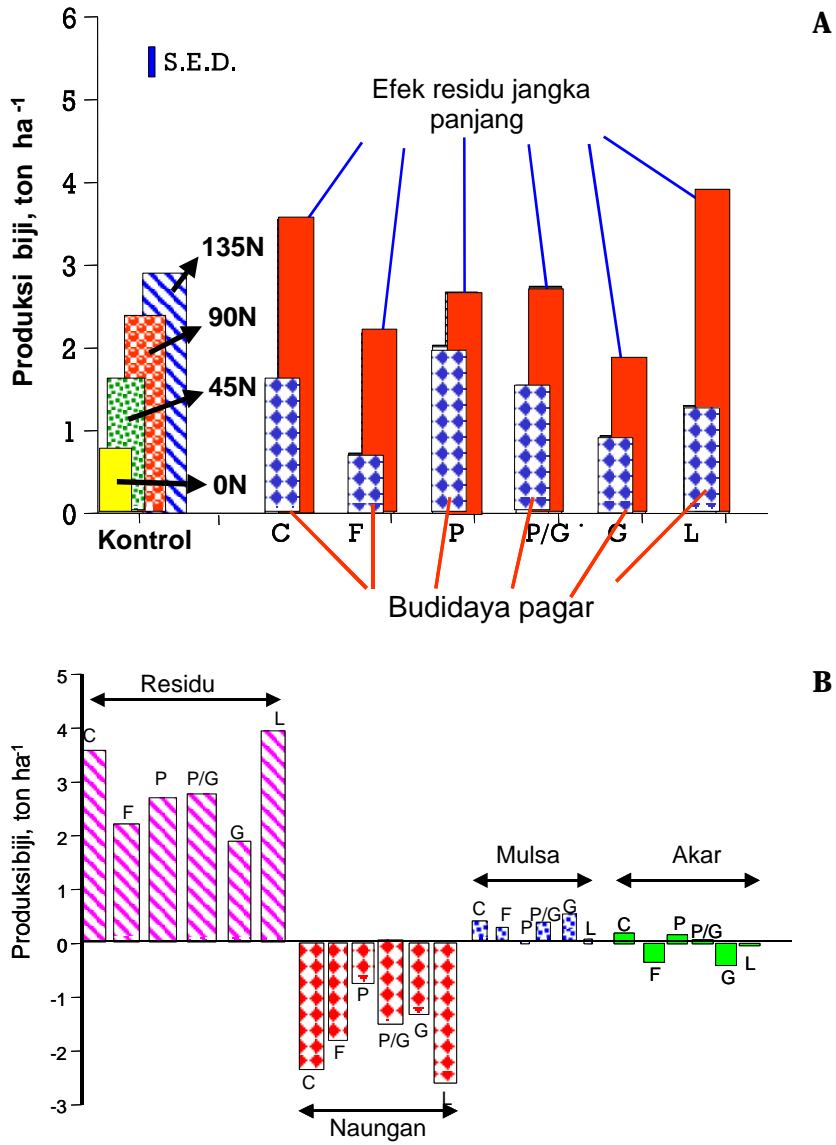 A
6
5
4
3
2
1
0
Produksi biji, ton ha⁻¹
S.E.D.
Efek residu jangka
panjang
135N
90N
45N
0N
Kontrol
C F P P/G G L
Budidaya pagar
B
5
4
3
2
1
0
-1
-2
-3
Produksi biji, ton ha⁻¹
Residu
C F P P/G G L
Mulsa
C F P P/G G L
Akar
C F P P/G G L
C F P P/G G L
Naungan